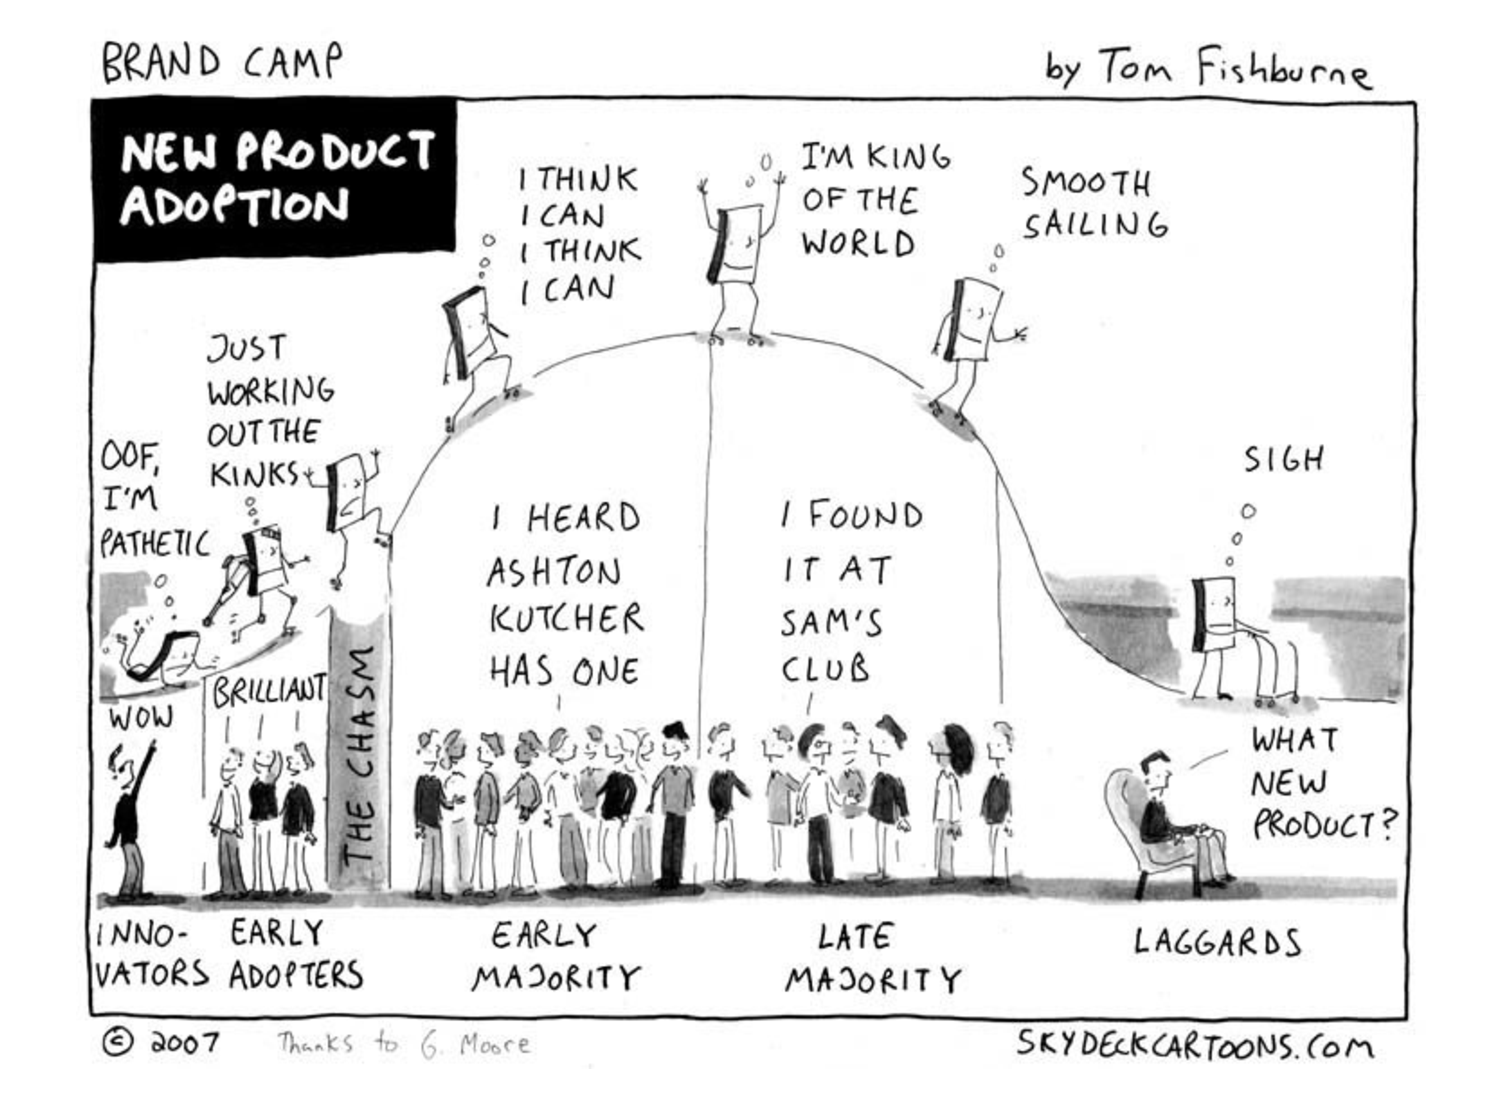 BRAND CAMP
by Tom Fishburne
NEW PRODUCT
ADOPTION
OOF,
I'M
PATHETIC
JUST
WORKING
OUT THE
KINKS
I THINK
I CAN
I THINK
I CAN
I'M KING
OF THE
WORLD
SMOOTH
SAILING
SIGH
WOW
BRILLIANT
THE CHASM
I HEARD
ASHTON
KUTCHER
HAS ONE
I FOUND
IT AT
SAM'S
CLUB
WHAT
NEW
PRODUCT?
INNO-
VATORS
EARLY
ADOPTERS
EARLY
MAJORITY
LATE
MAJORITY
LAGGARDS
© 2007
Thanks to G. Moore
SKYDECKCARTOONS.COM